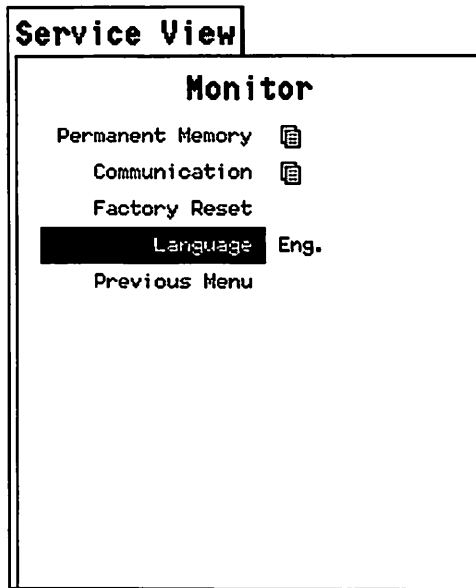 Service View
Monitor
Permanent Memory
Communication
Factory Reset
Language Eng.
Previous Menu